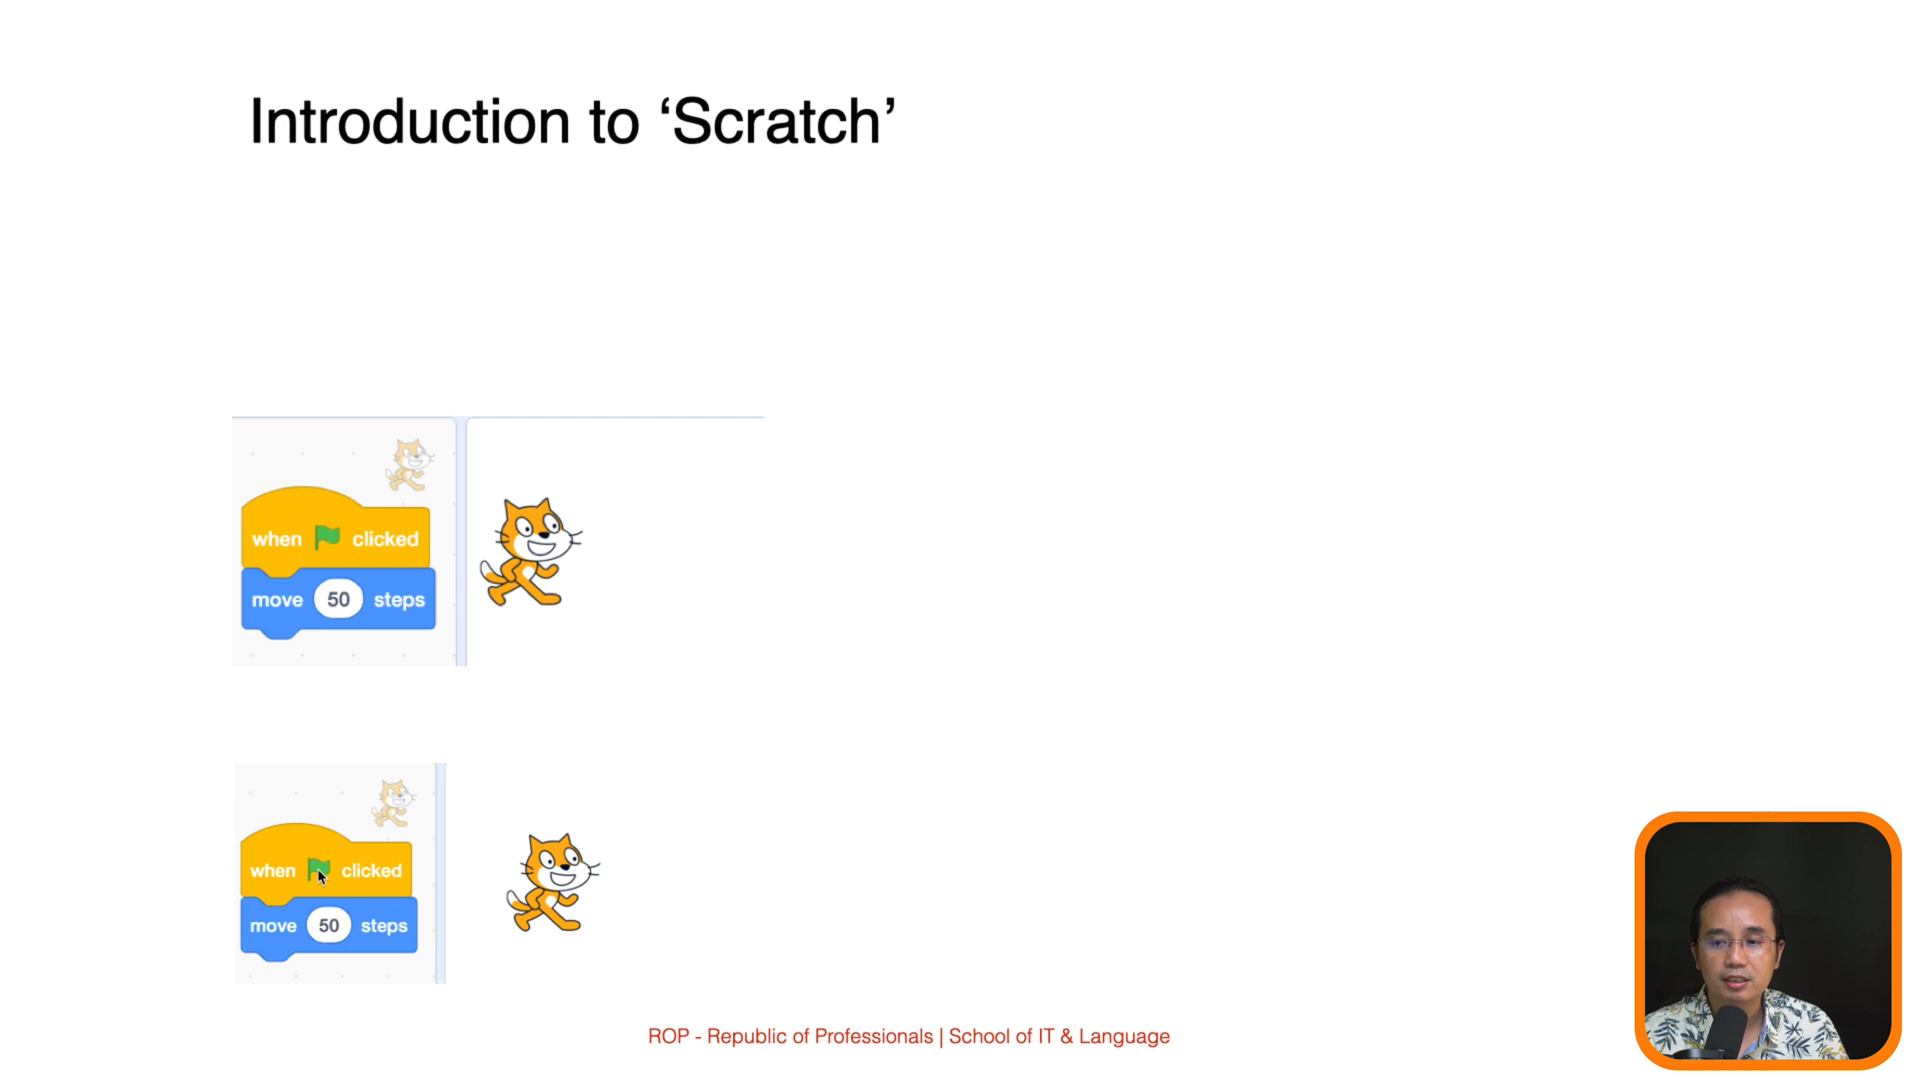 Introduction to ‘Scratch’
when clicked
move 50 steps
when clicked
move 50 steps
ROP - Republic of Professionals | School of IT & Language